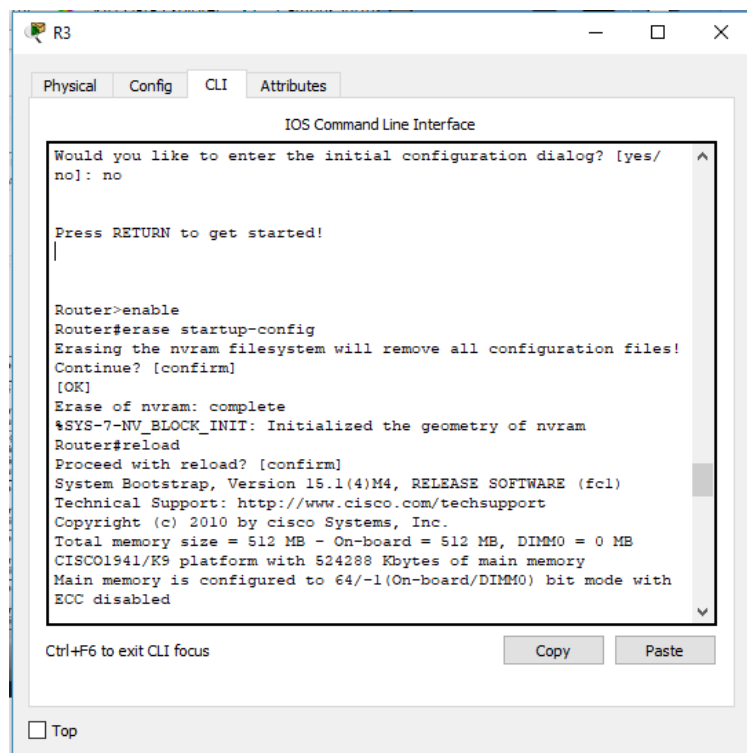 R3
Physical
Config
CLI
Attributes
IOS Command Line Interface
Would you like to enter the initial configuration dialog? [yes/
no]: no
Press RETURN to get started!
Router>enable
Router#erase startup-config
Erasing the nvram filesystem will remove all configuration files!
Continue? [confirm]
[OK]
Erase of nvram: complete
%SYS-7-NV_BLOCK_INIT: Initialized the geometry of nvram
Router#reload
Proceed with reload? [confirm]
System Bootstrap, Version 15.1(4)M4, RELEASE SOFTWARE (fc1)
Technical Support: http://www.cisco.com/techsupport
Copyright (c) 2010 by cisco Systems, Inc.
Total memory size = 512 MB - On-board = 512 MB, DIMM0 = 0 MB
CISCO1941/K9 platform with 524288 Kbytes of main memory
Main memory is configured to 64/-1(On-board/DIMM0) bit mode with
ECC disabled
Ctrl+F6 to exit CLI focus
Copy
Paste
Top